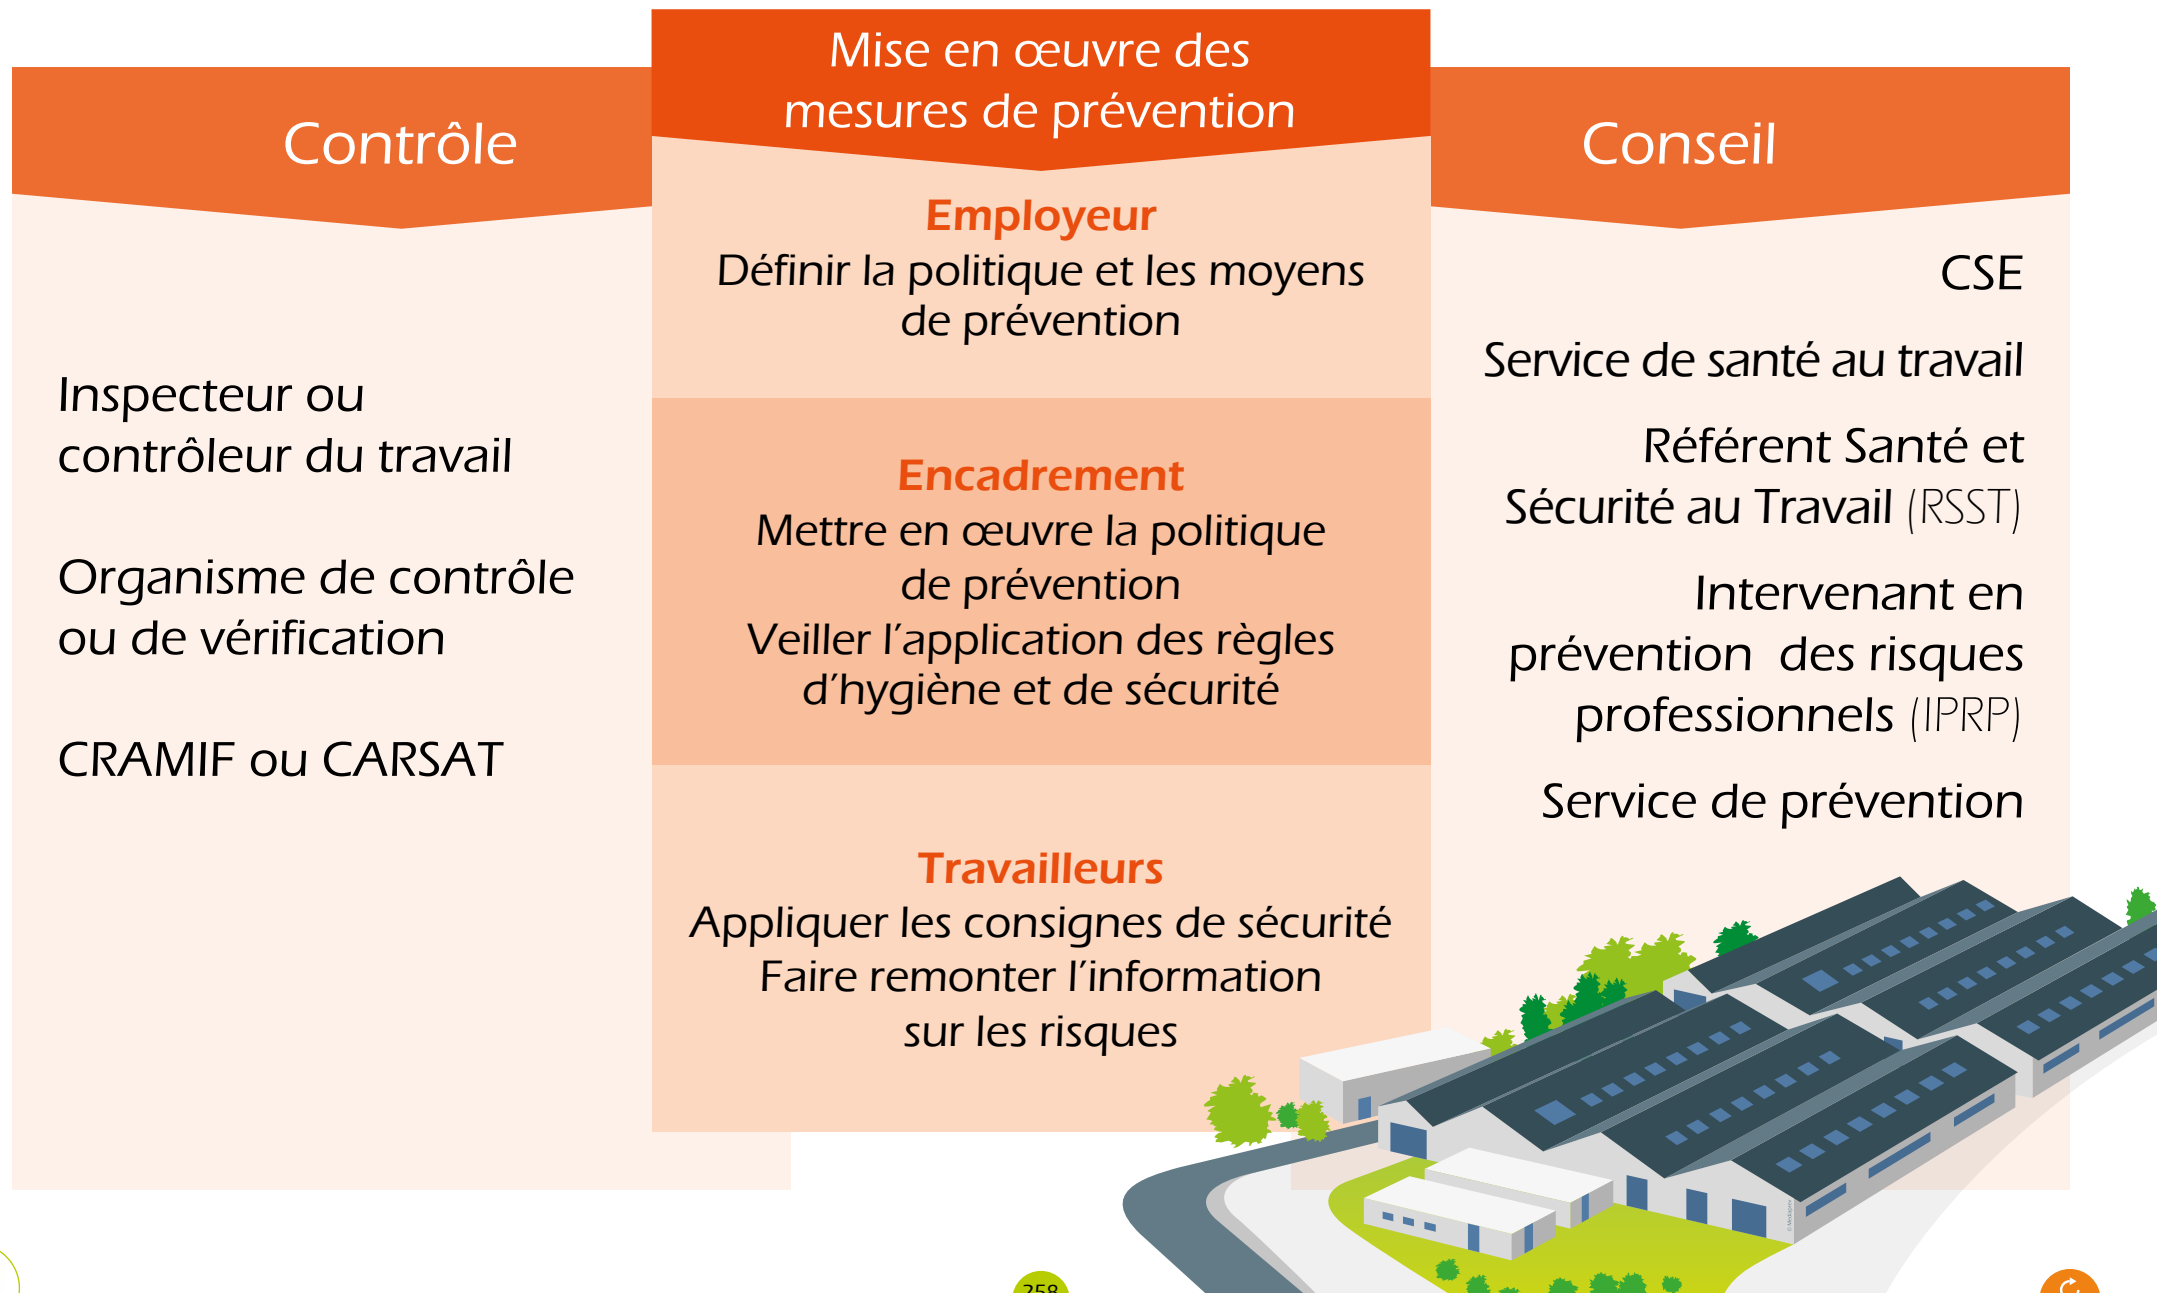 Contrôle
Inspecteur ou
contrôleur du travail
Organisme de contrôle
ou de vérification
CRAMIF ou CARSAT
Mise en œuvre des
mesures de prévention
Employeur
Définir la politique et les moyens
de prévention
Encadrement
Mettre en œuvre la politique
de prévention
Veiller l’application des règles
d’hygiène et de sécurité
Travailleurs
Appliquer les consignes de sécurité
Faire remonter l’information
sur les risques
Conseil
CSE
Service de santé au travail
Référent Santé et
Sécurité au Travail (RSST)
Intervenant en
prévention des risques
professionnels (IPRP)
Service de prévention
258